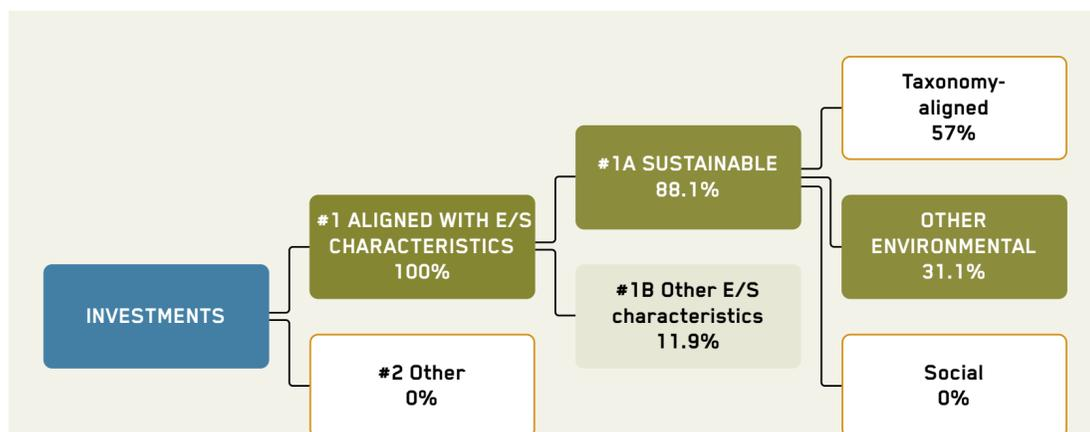 INVESTMENTS
#1 ALIGNED WITH E/S
CHARACTERISTICS
100%
#2 Other
0%
#1A SUSTAINABLE
88.1%
#1B Other E/S
characteristics
11.9%
Taxonomy-
aligned
57%
OTHER
ENVIRONMENTAL
31.1%
Social
0%